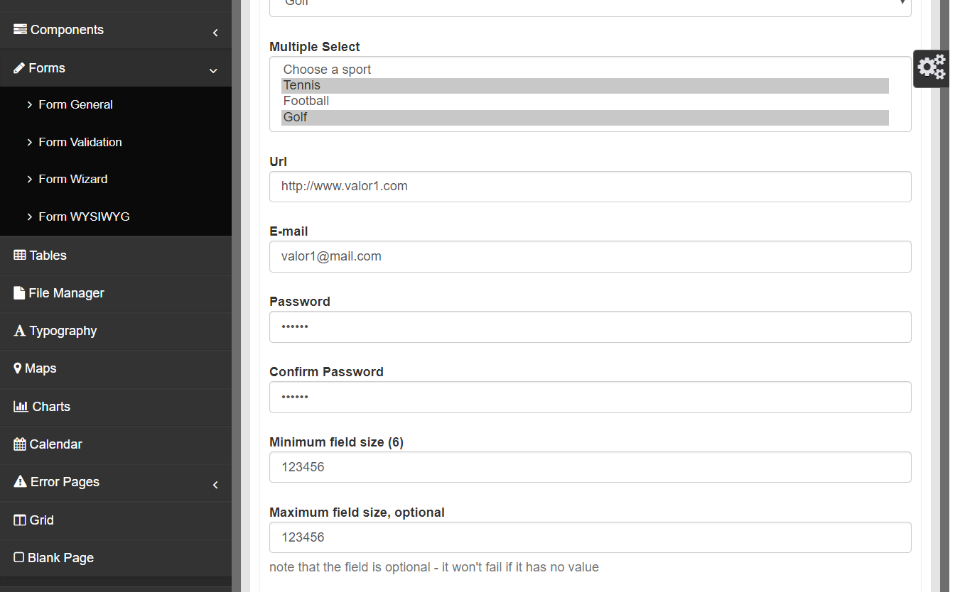 Components
Forms
Form General
Form Validation
Form Wizard
Form WYSIWYG
Tables
File Manager
Typography
Maps
Charts
Calendar
Error Pages
Grid
Blank Page
Golf
Multiple Select
Choose a sport
Tennis
Football
Golf
Url
http://www.valor1.com
E-mail
valor1@mail.com
Password
••••••
Confirm Password
••••••
Minimum field size (6)
123456
Maximum field size, optional
123456
note that the field is optional - it won't fail if it has no value